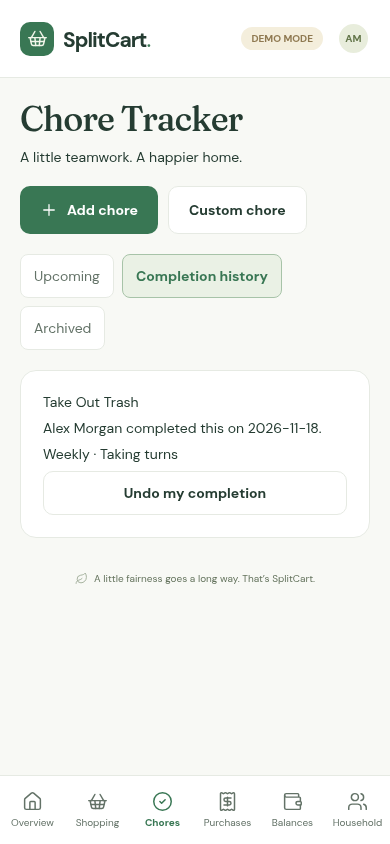 SplitCart.
DEMO MODE
AM
Chore Tracker
A little teamwork. A happier home.
Add chore
Custom chore
Upcoming
Completion history
Archived
Take Out Trash
Alex Morgan completed this on 2026-11-18.
Weekly · Taking turns
Undo my completion
A little fairness goes a long way. That's SplitCart.
Overview
Shopping
Chores
Purchases
Balances
Household